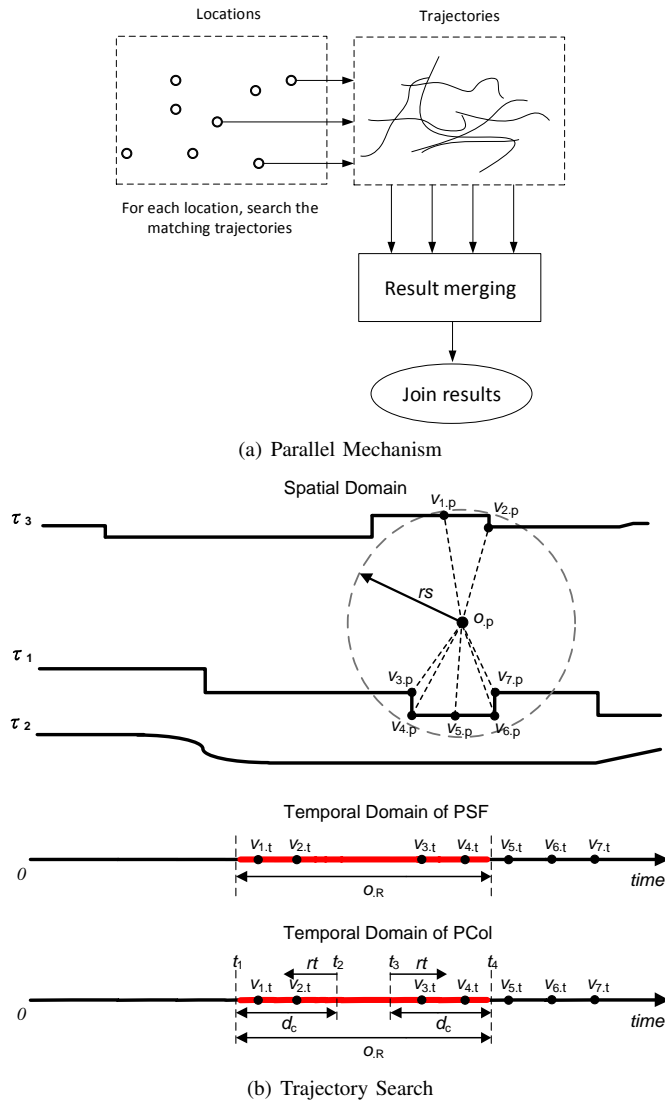 Locations
Trajectories
For each location, search the
matching trajectories
Result merging
Join results
(a) Parallel Mechanism
Spatial Domain
τ3
v1.p
v2.p
rs
o.p
τ1
v3.p
v7.p
τ2
v4.p
v5.p
v6.p
Temporal Domain of PSF
v1.t v2.t v3.t v4.t v5.t v6.t v7.t
0
o.R
time
Temporal Domain of PCol
t1 rt t2 t3 rt t4
v1.t v2.t v3.t v4.t v5.t v6.t v7.t
0
dc dc
time
o.R
(b) Trajectory Search